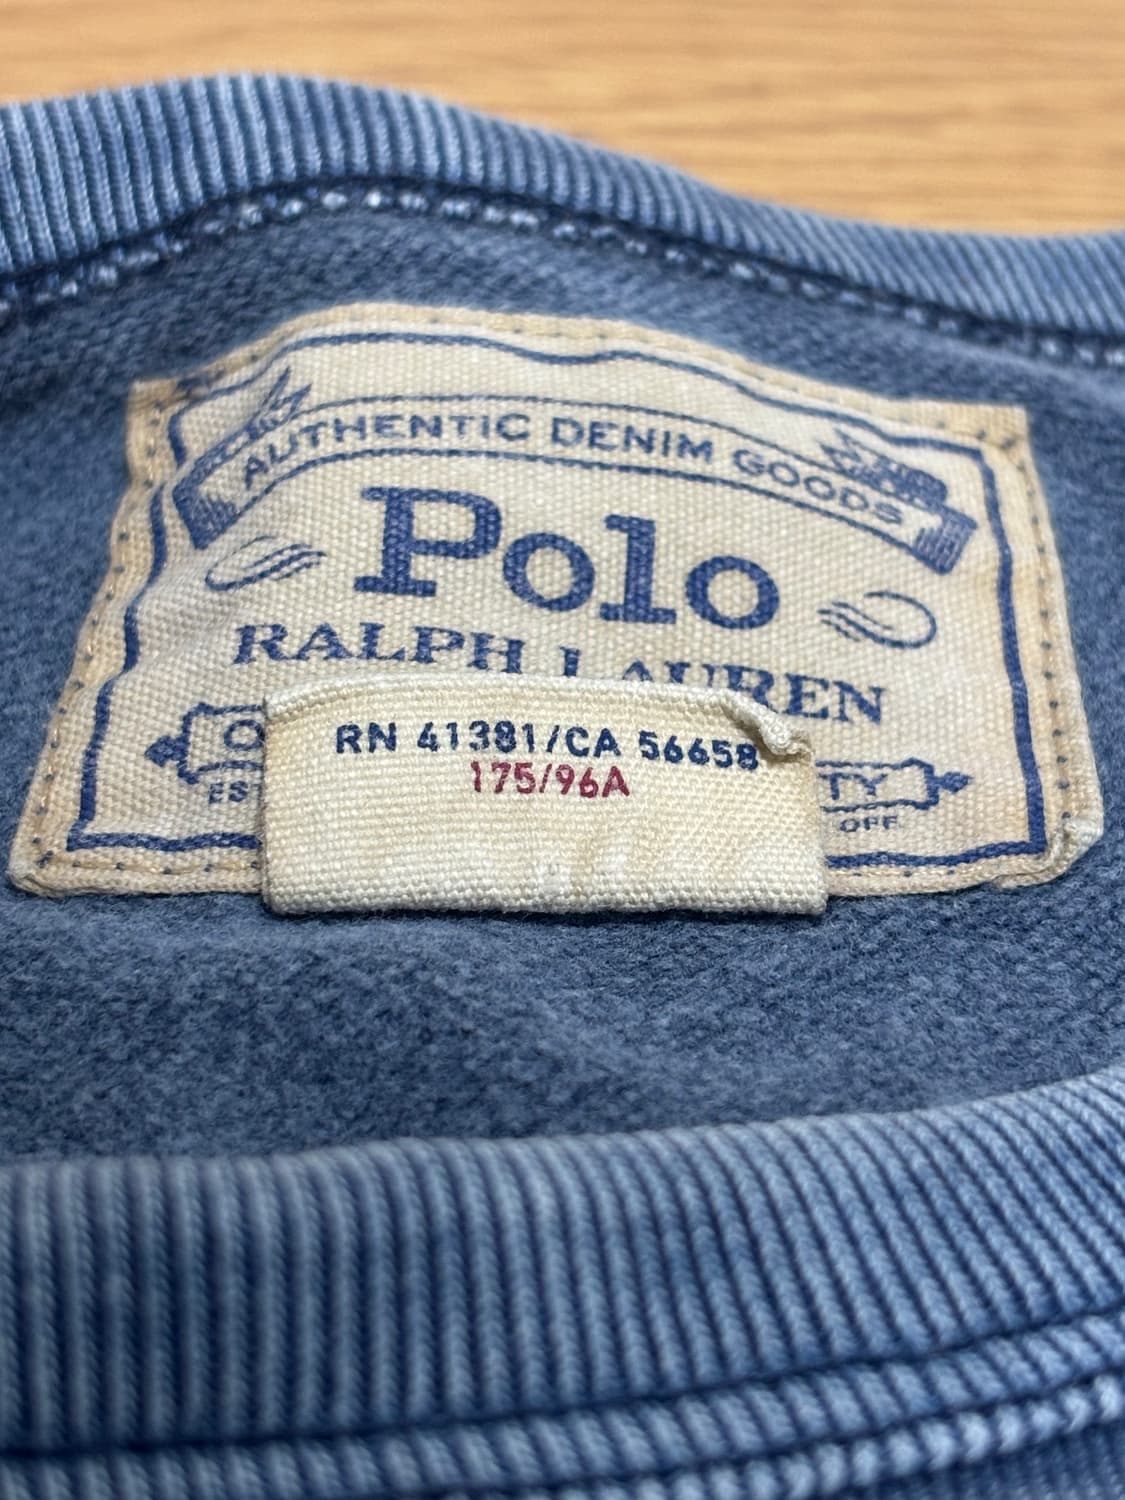 AUTHENTIC DENIM GOODS
Polo
RALPH LAUREN
RN 41381/CA 56658
175/96A